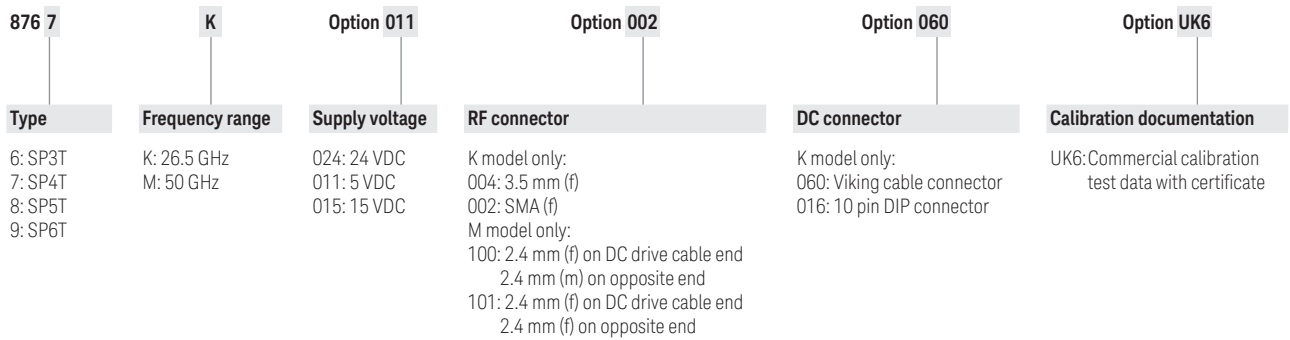 876 7 K Option 011 Option 002 Option 060 Option UK6
Type Frequency range Supply voltage RF connector DC connector Calibration documentation
6: SP3T
7: SP4T
8: SP5T
9: SP6T
K: 26.5 GHz
M: 50 GHz
024: 24 VDC
011: 5 VDC
015: 15 VDC
K model only:
004: 3.5 mm (f)
002: SMA (f)
M model only:
100: 2.4 mm (f) on DC drive cable end
2.4 mm (m) on opposite end
101: 2.4 mm (f) on DC drive cable end
2.4 mm (f) on opposite end
K model only:
060: Viking cable connector
016: 10 pin DIP connector
UK6: Commercial calibration
test data with certificate